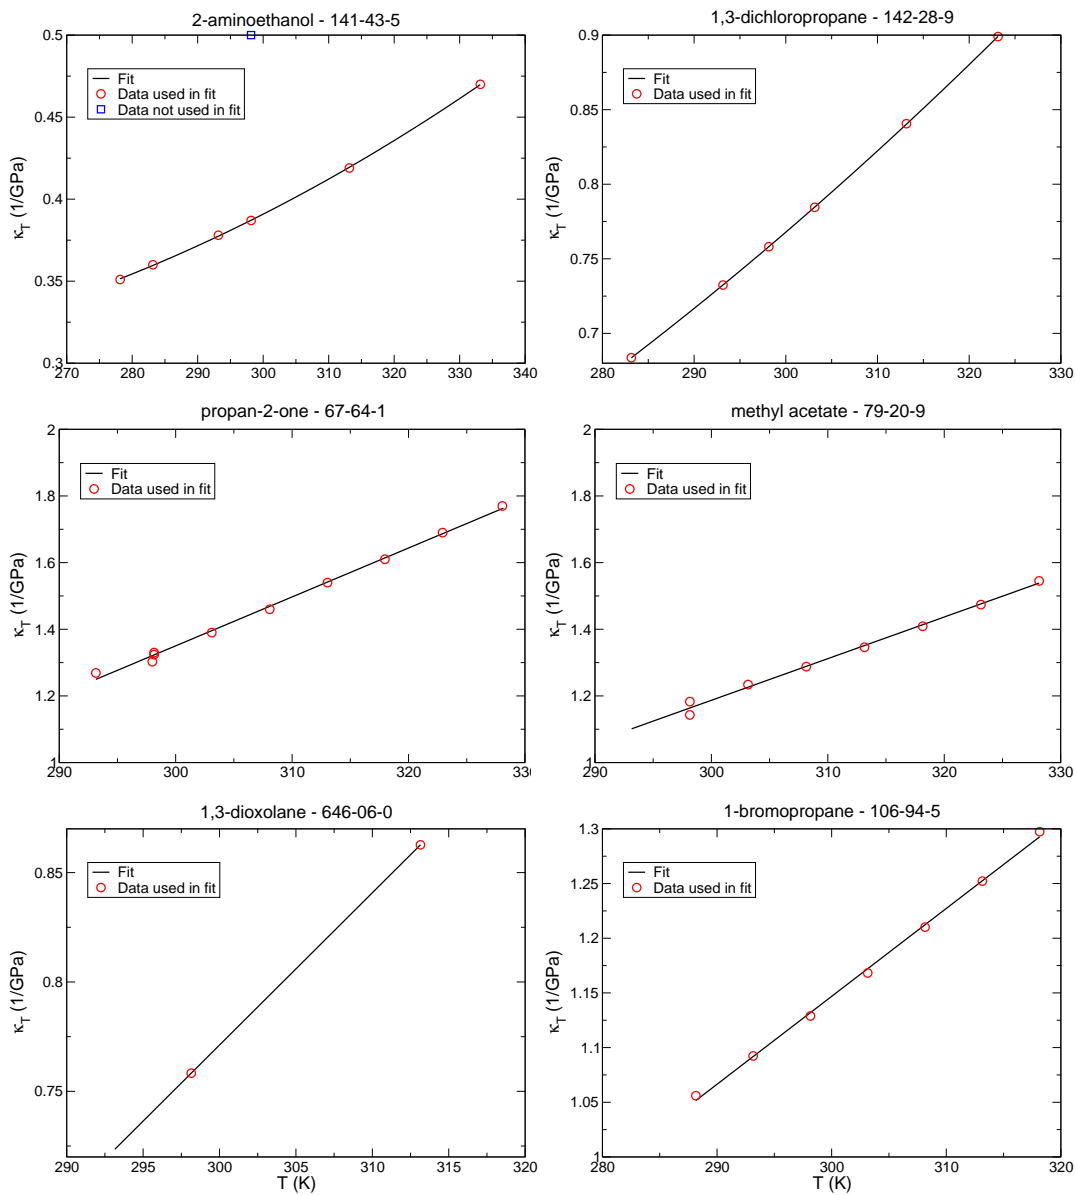 2-aminoethanol - 141-43-5
0.5
0.45
0.4
0.35
0.3
κT (1/GPa)
Fit
Data used in fit
Data not used in fit
270 280 290 300 310 320 330 340
1,3-dichloropropane - 142-28-9
0.9
0.85
0.8
0.75
0.7
κT (1/GPa)
Fit
Data used in fit
280 290 300 310 320 330
propan-2-one - 67-64-1
2
1.8
1.6
1.4
1.2
1
κT (1/GPa)
Fit
Data used in fit
290 300 310 320 330
methyl acetate - 79-20-9
2
1.8
1.6
1.4
1.2
1
κT (1/GPa)
Fit
Data used in fit
290 300 310 320 330
1,3-dioxolane - 646-06-0
0.85
0.8
0.75
κT (1/GPa)
Fit
Data used in fit
290 295 300 305 310 315 320
T (K)
1-bromopropane - 106-94-5
1.3
1.25
1.2
1.15
1.1
1.05
1
κT (1/GPa)
Fit
Data used in fit
280 290 300 310 320
T (K)